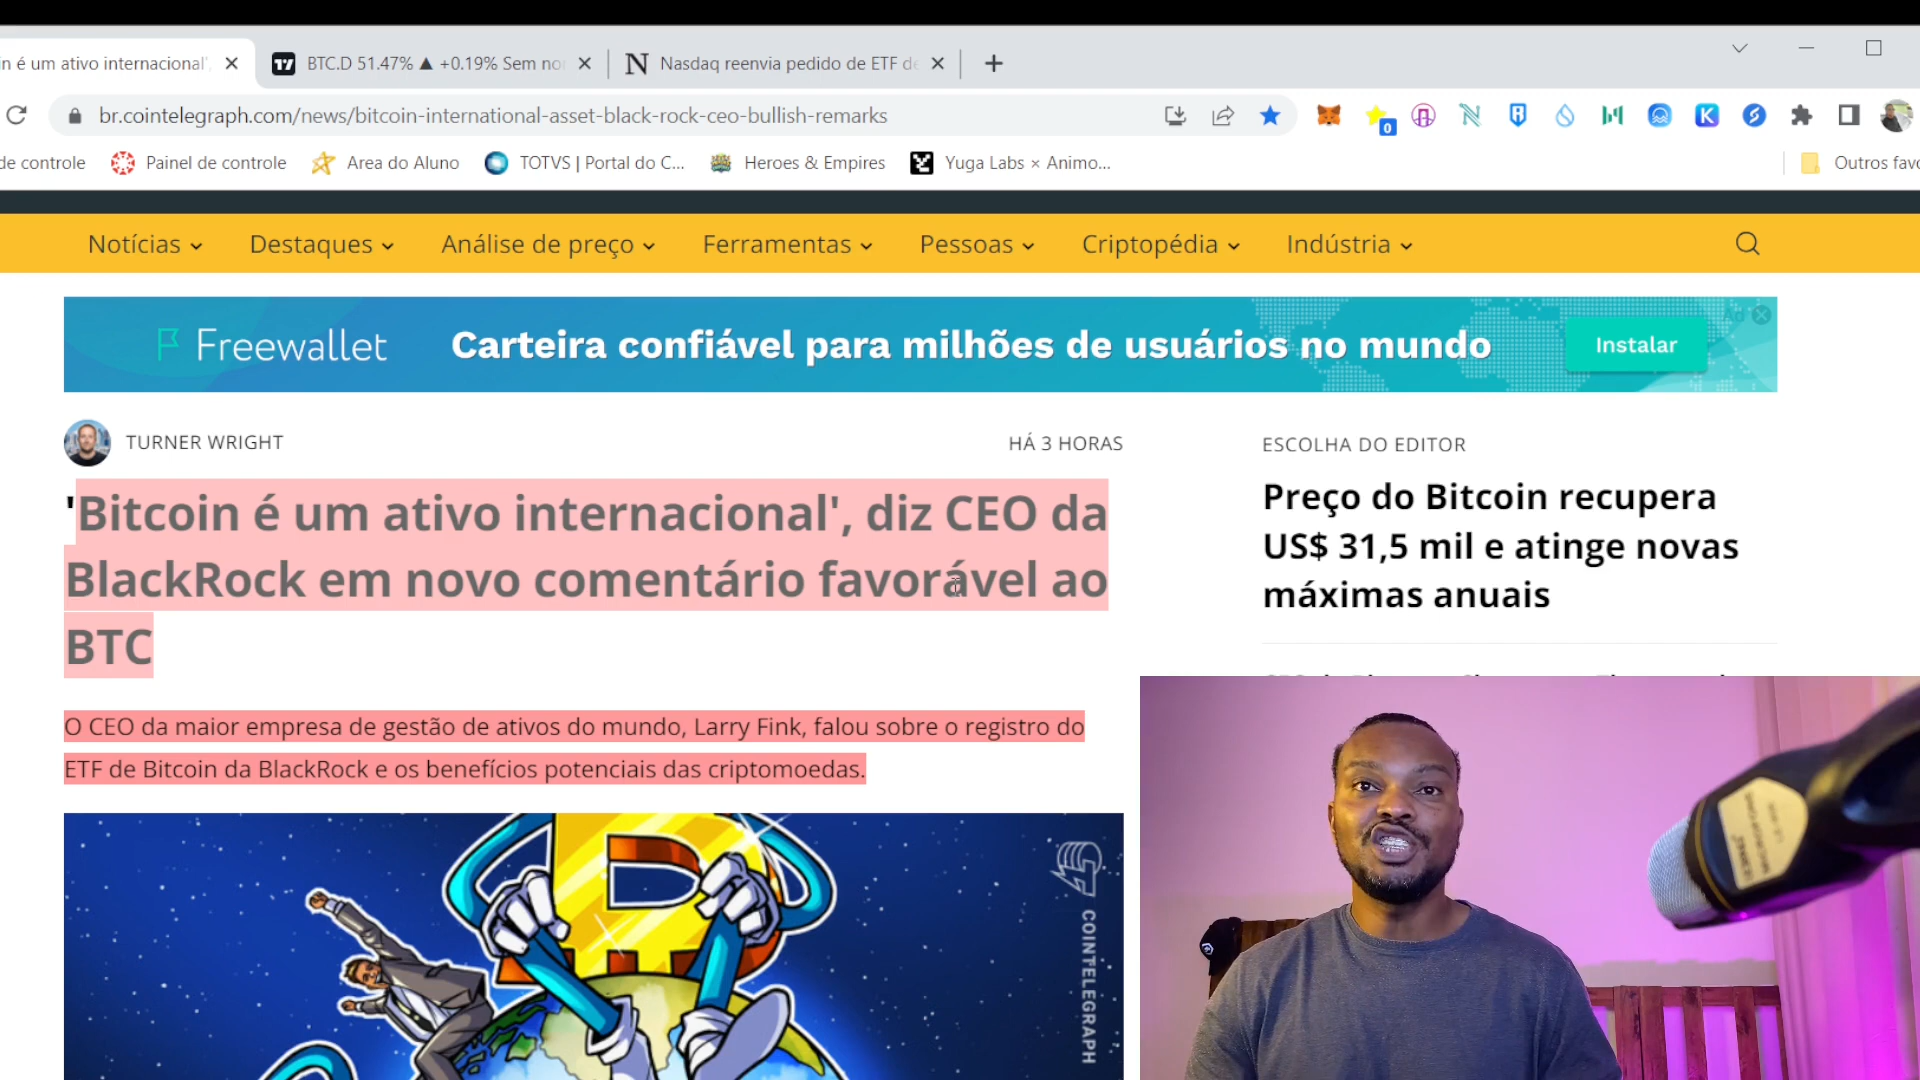 n é um ativo internacional',
BTC.D 51.47% ▲ +0.19% Sem no
Nasdaq reenvia pedido de ETF de
br.cointelegraph.com/news/bitcoin-international-asset-black-rock-ceo-bullish-remarks
0
de controle
Painel de controle
Area do Aluno
TOTVS | Portal do C...
Heroes & Empires
Yuga Labs × Animo...
Outros favo
Notícias
Destaques
Análise de preço
Ferramentas
Pessoas
Criptopédia
Indústria
Freewallet
Carteira confiável para milhões de usuários no mundo
Instalar
TURNER WRIGHT
HÁ 3 HORAS
'Bitcoin é um ativo internacional', diz CEO da
BlackRock em novo comentário favorável ao
BTC
O CEO da maior empresa de gestão de ativos do mundo, Larry Fink, falou sobre o registro do
ETF de Bitcoin da BlackRock e os benefícios potenciais das criptomoedas.
COINTELEGRAPH
ESCOLHA DO EDITOR
Preço do Bitcoin recupera
US$ 31,5 mil e atinge novas
máximas anuais